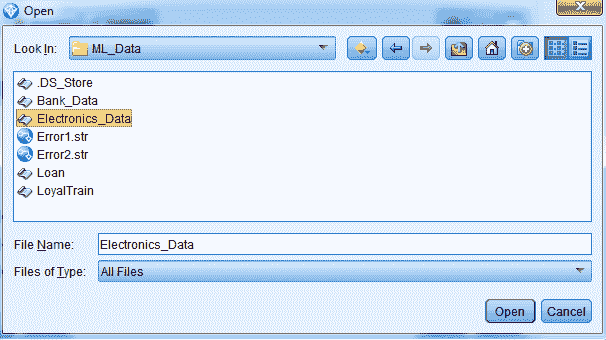 Open
Look In: ML_Data
.DS_Store
Bank_Data
Electronics_Data
Error1.str
Error2.str
Loan
LoyalTrain
File Name: Electronics_Data
Files of Type: All Files
Open Cancel